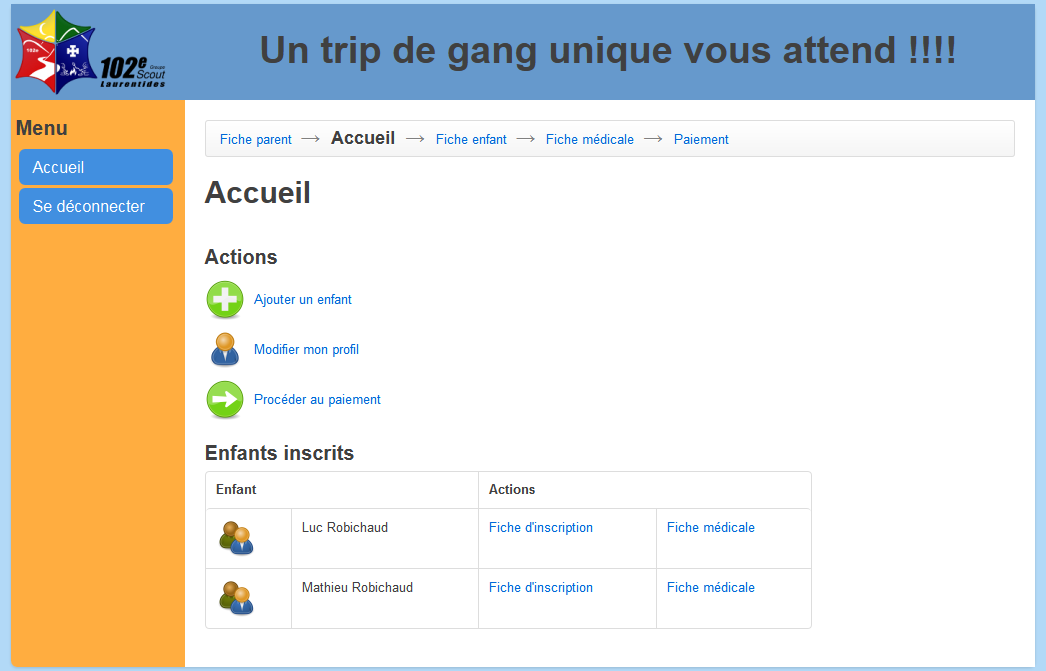 Un trip de gang unique vous attend !!!!
102e Groupe
Scout
Laurentides
Menu
Accueil
Se déconnecter
Fiche parent → Accueil → Fiche enfant → Fiche médicale → Paiement
Accueil
Actions
Ajouter un enfant
Modifier mon profil
Procéder au paiement
Enfants inscrits
Enfant Actions
Luc Robichaud Fiche d'inscription Fiche médicale
Mathieu Robichaud Fiche d'inscription Fiche médicale